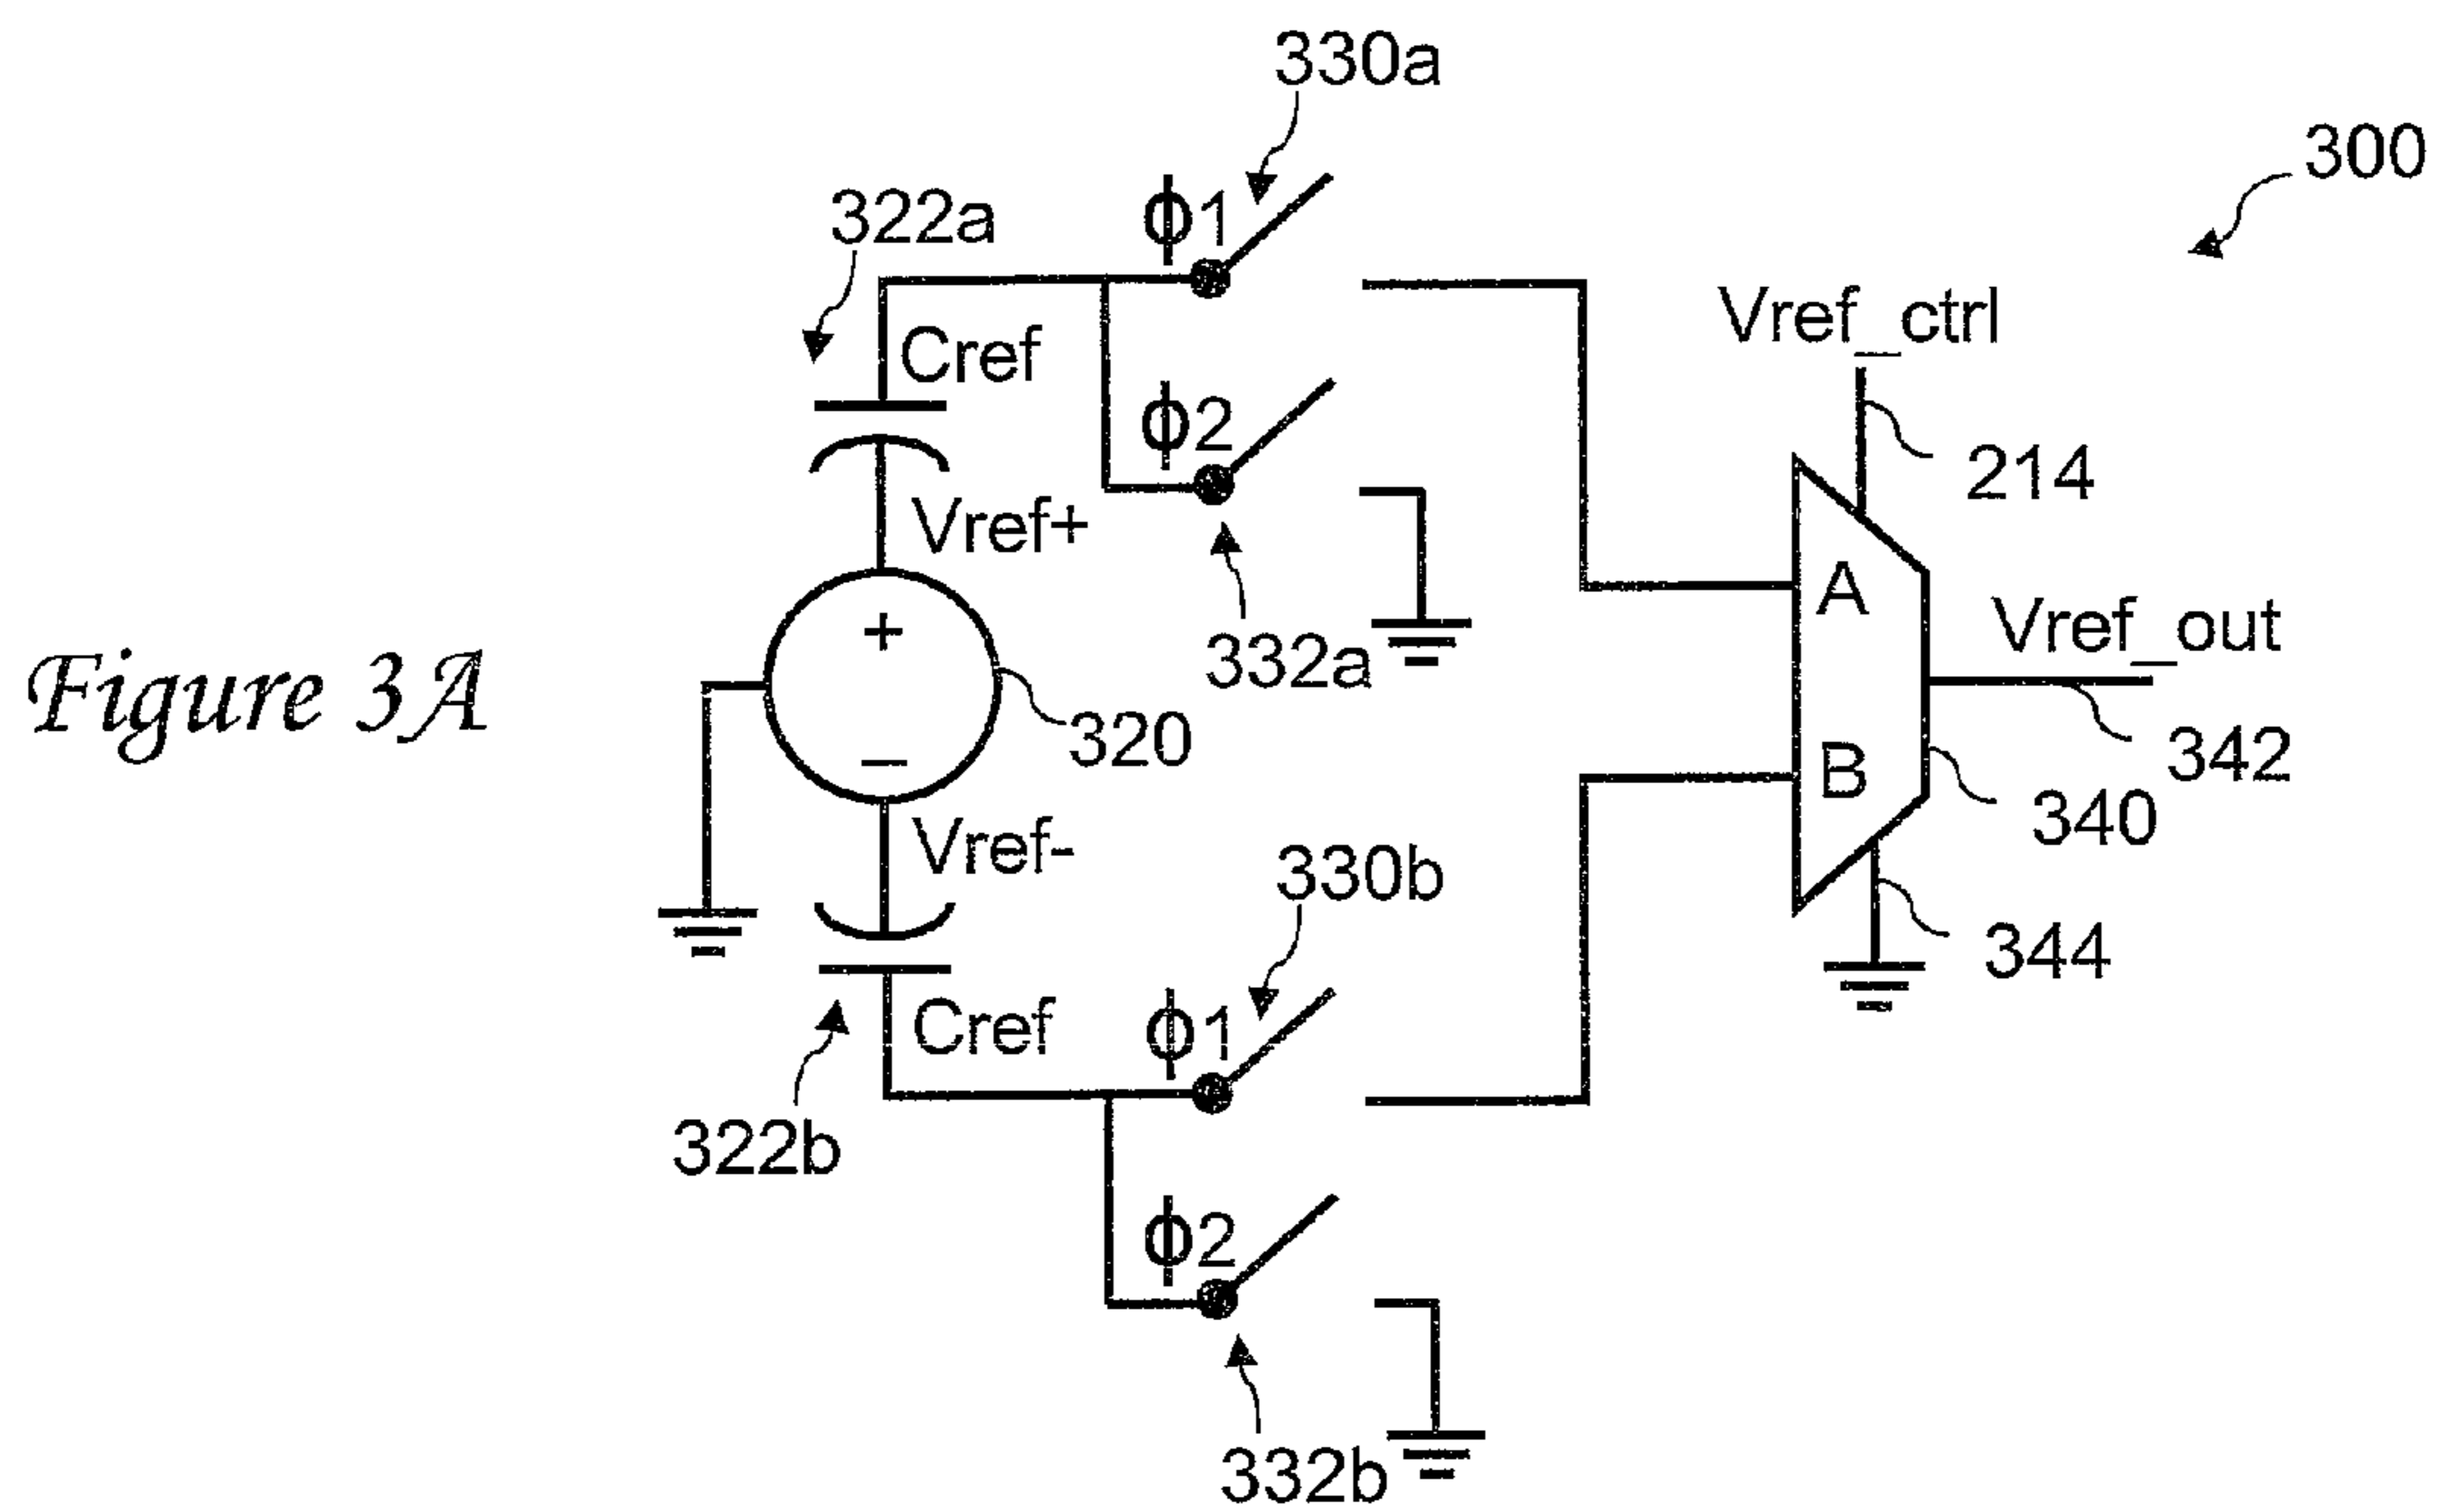 330a
300
322a
ϕ1
Vref_ctrl
Cref
ϕ2
214
Vref+
A
Vref_out
+
332a
Figure 3A
320
342
B
−
340
Vref-
330b
344
Cref
ϕ1
322b
ϕ2
332b